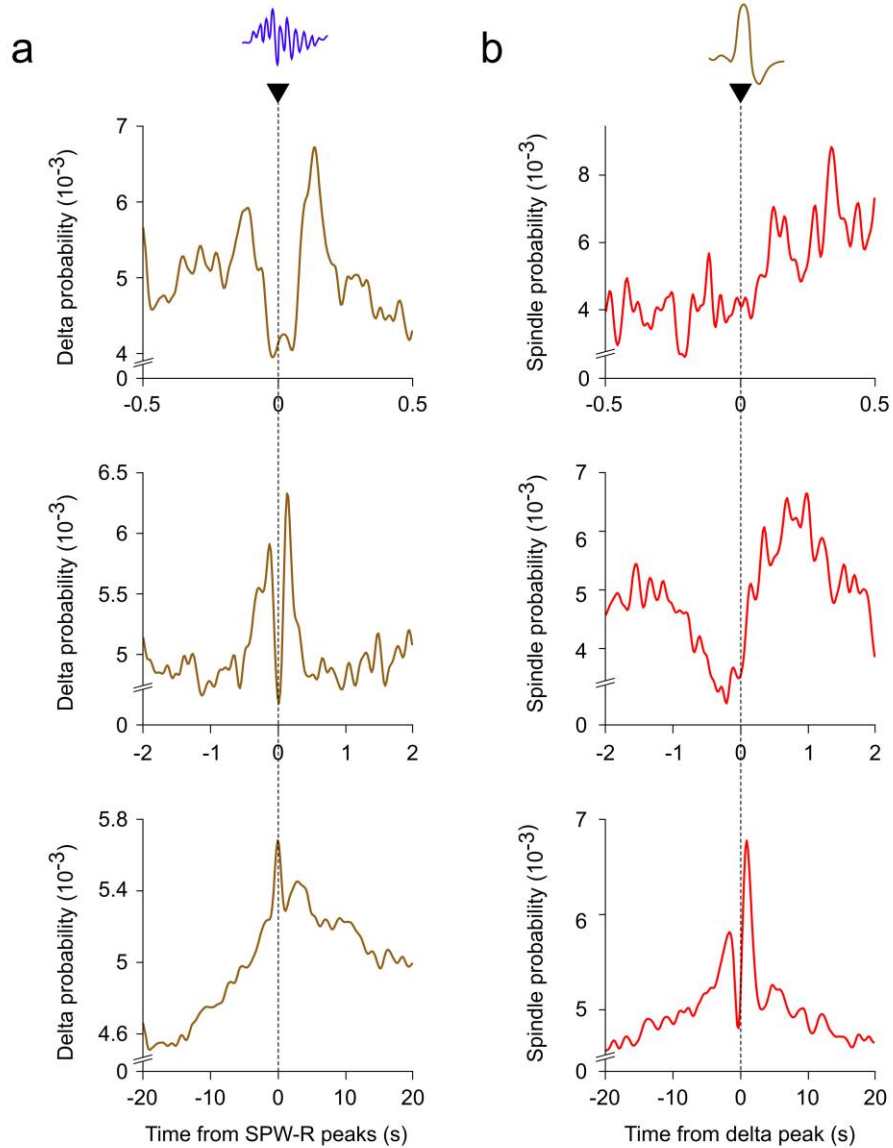 a
b
Delta probability (10⁻³)
7
6
5
4
0
-0.5 0 0.5
Spindle probability (10⁻³)
8
6
4
0
-0.5 0 0.5
Delta probability (10⁻³)
6.5
6
5.5
5
0
-2 -1 0 1 2
Spindle probability (10⁻³)
7
6
5
4
0
-2 -1 0 1 2
Delta probability (10⁻³)
5.8
5.4
5
4.6
0
-20 -10 0 10 20
Time from SPW-R peaks (s)
Spindle probability (10⁻³)
7
6
5
0
-20 -10 0 10 20
Time from delta peak (s)